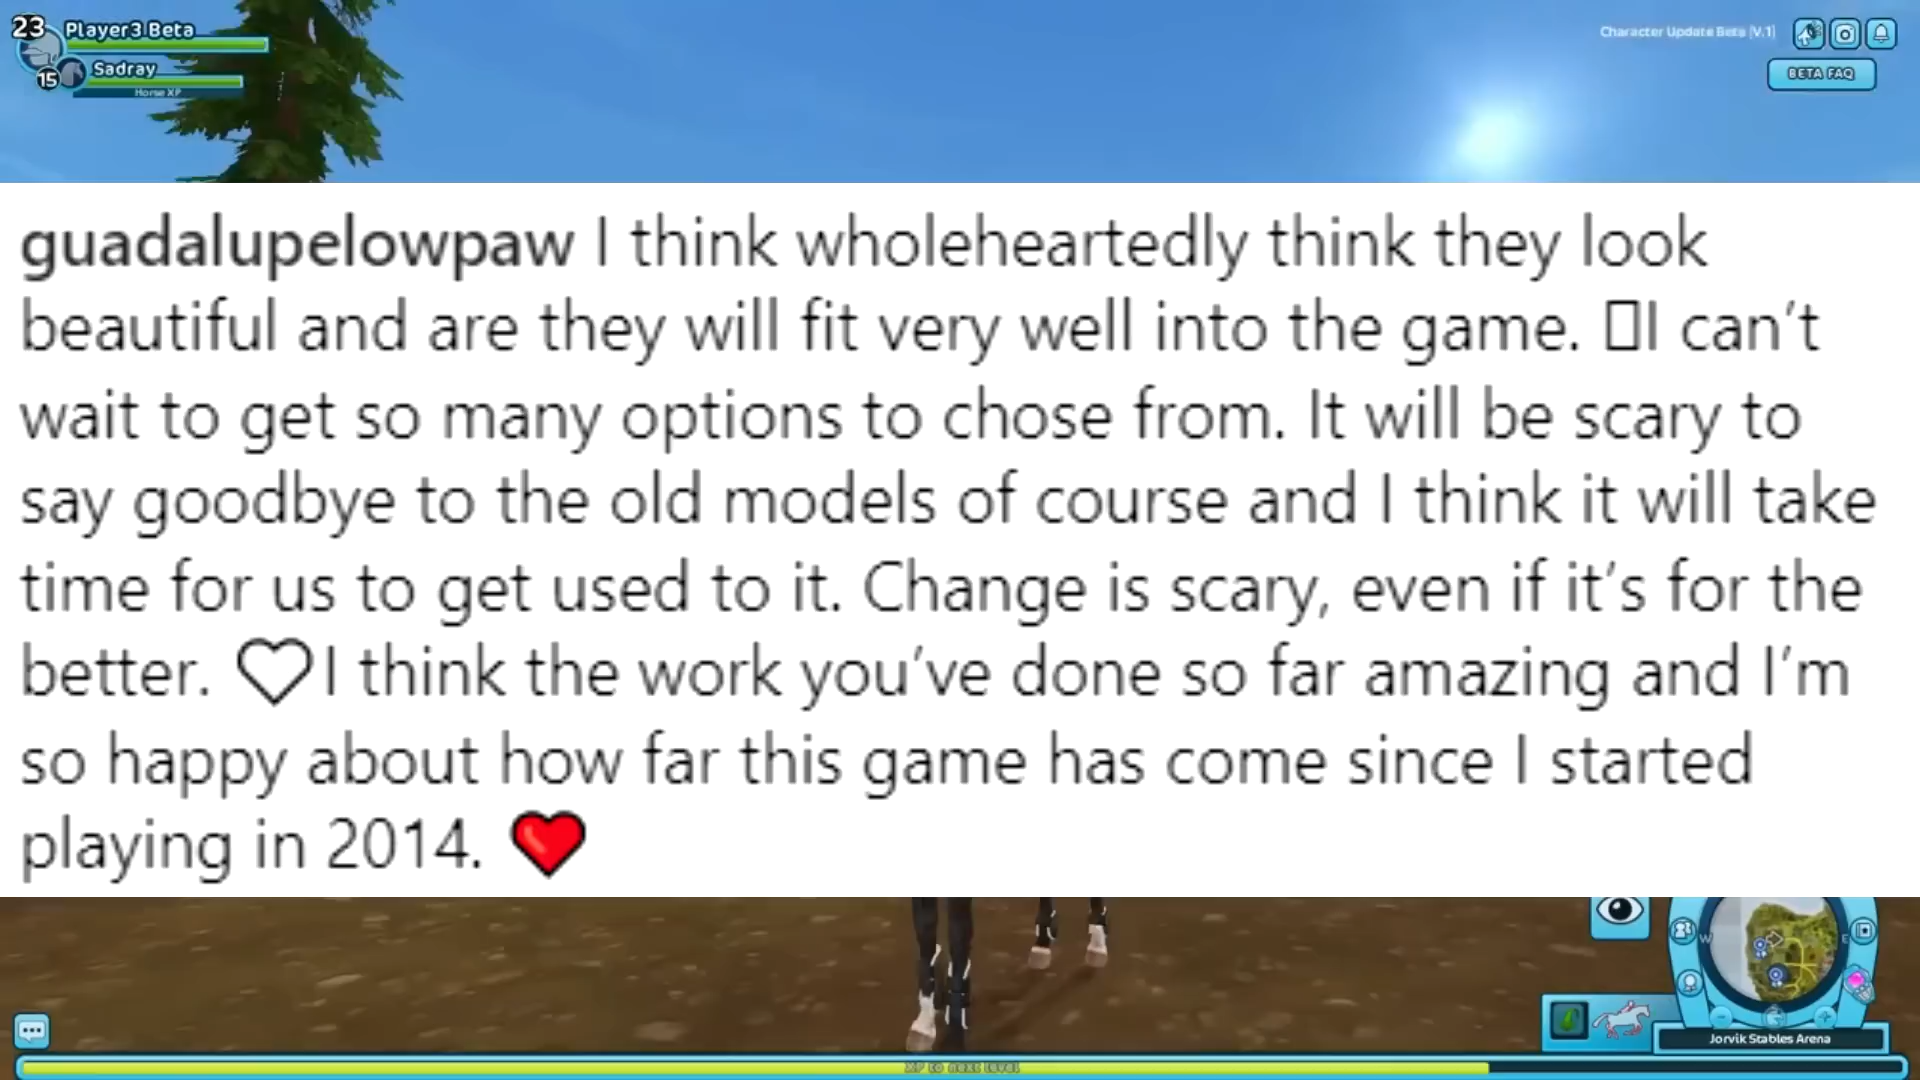 23 Player3 Beta
15 Sadray
Horse XP
Character Update Beta [V.1]
BETA FAQ
guadalupelowpaw I think wholeheartedly think they look
beautiful and are they will fit very well into the game. I can't
wait to get so many options to chose from. It will be scary to
say goodbye to the old models of course and I think it will take
time for us to get used to it. Change is scary, even if it's for the
better. ♡I think the work you've done so far amazing and I'm
so happy about how far this game has come since I started
playing in 2014. ❤️
W E
Jorvik Stables Arena
XP to next level